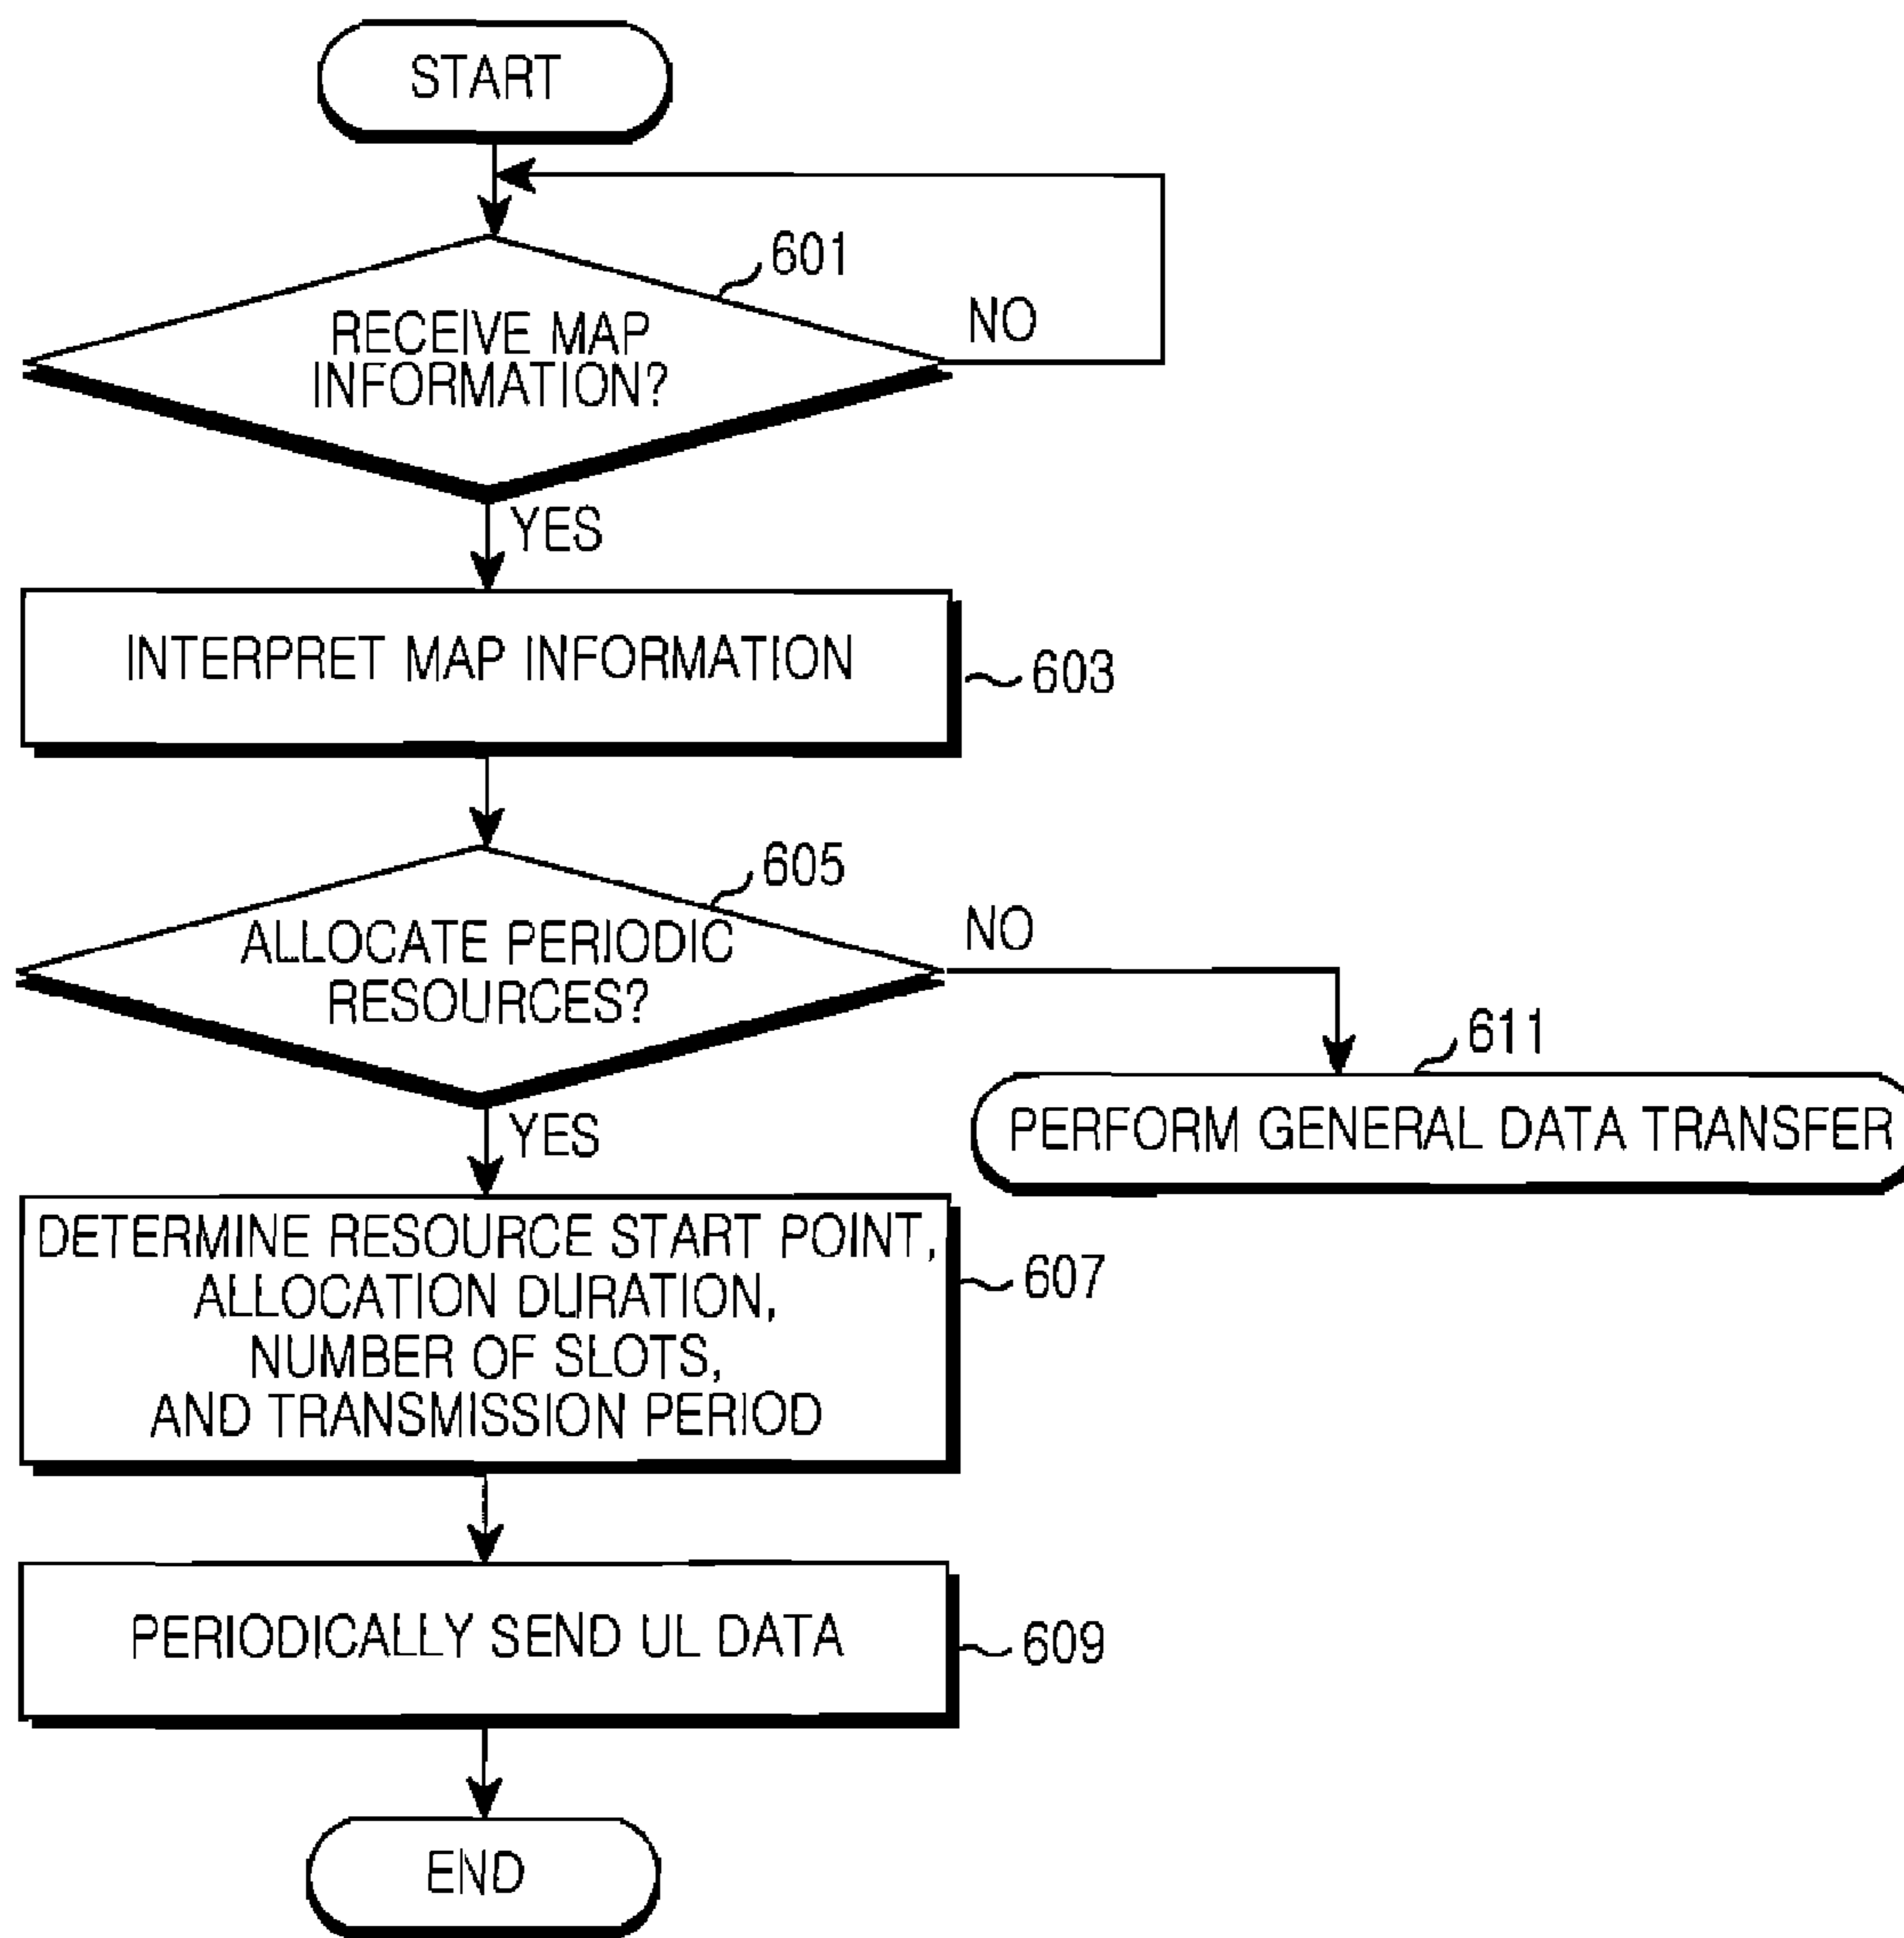 START
601
RECEIVE MAP
INFORMATION?
NO
YES
INTERPRET MAP INFORMATION
603
605
ALLOCATE PERIODIC
RESOURCES?
NO
611
PERFORM GENERAL DATA TRANSFER
YES
DETERMINE RESOURCE START POINT,
ALLOCATION DURATION,
NUMBER OF SLOTS,
AND TRANSMISSION PERIOD
607
PERIODICALLY SEND UL DATA
609
END